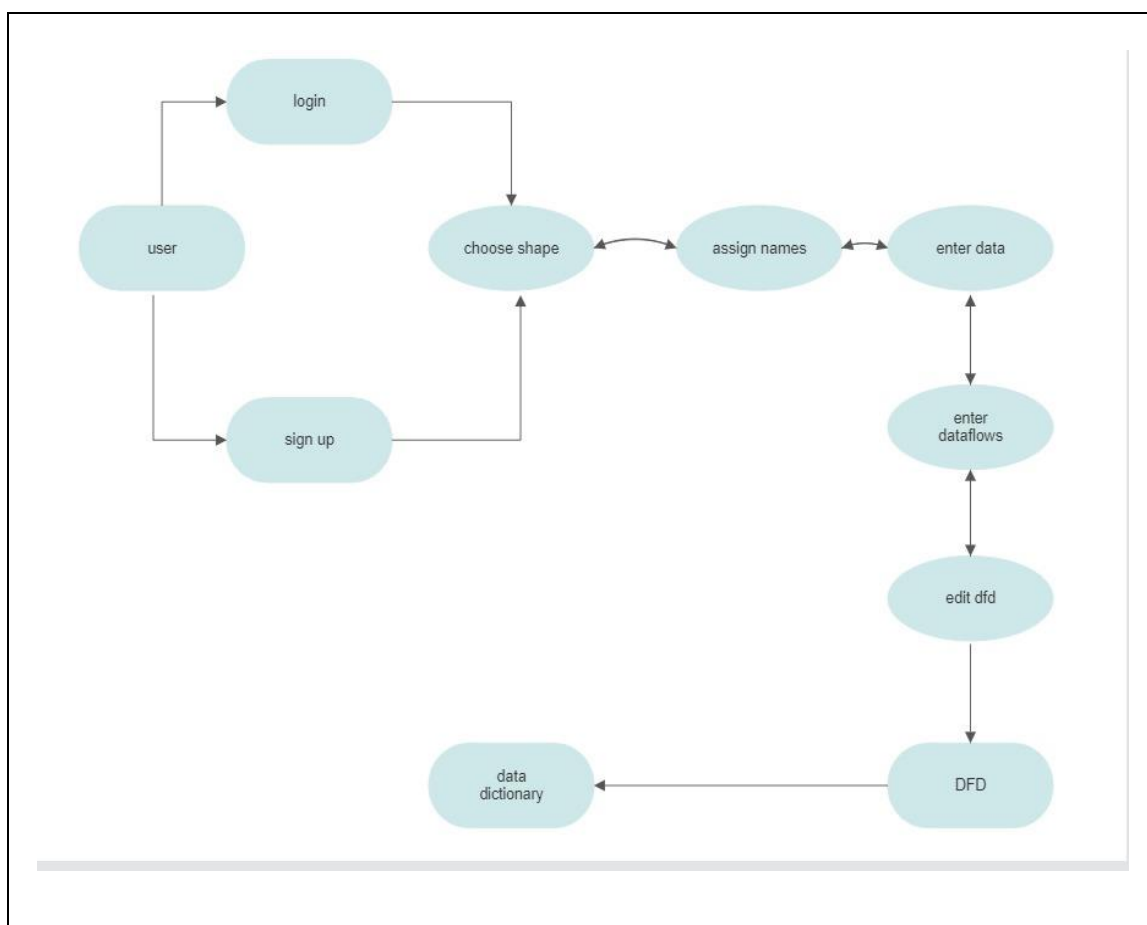 login
user
choose shape
assign names
enter data
sign up
enter
dataflows
edit dfd
data
dictionary
DFD